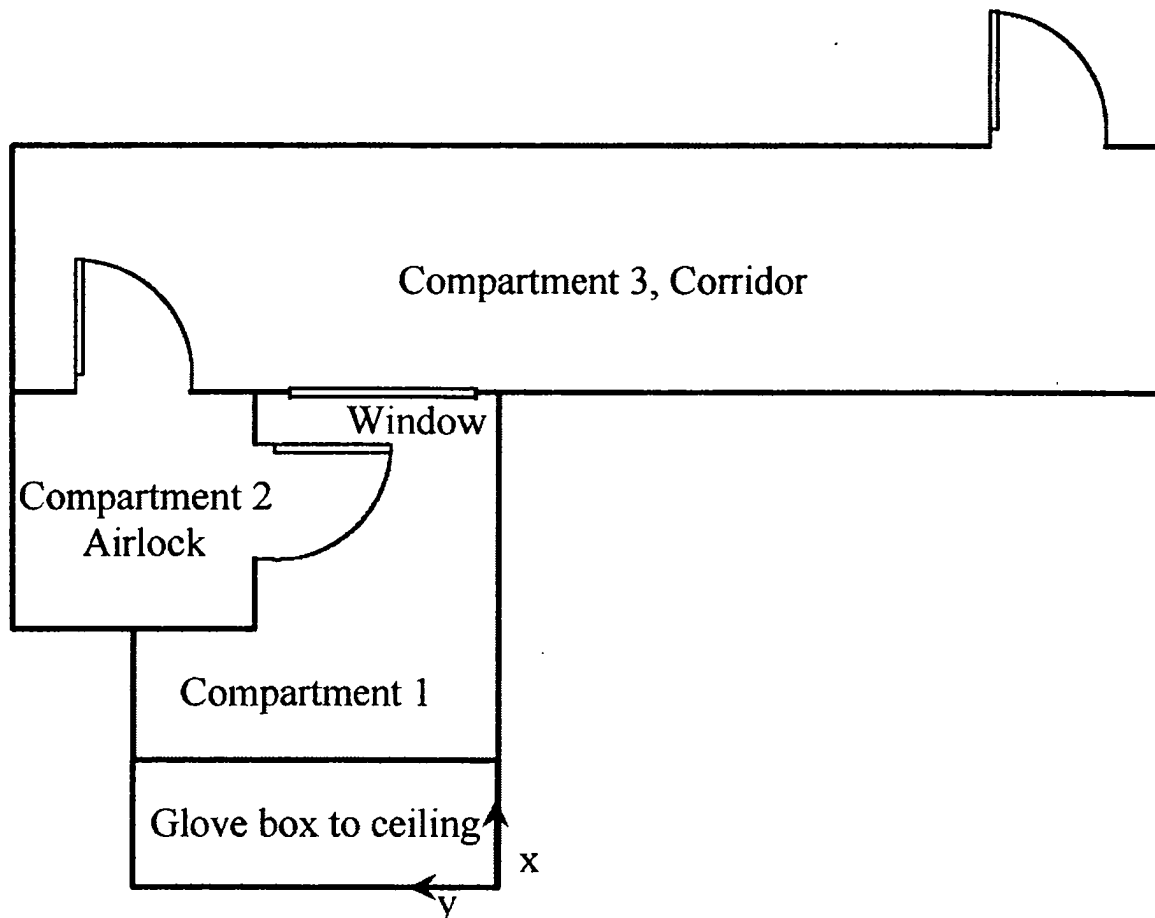 Compartment 3, Corridor
Window
Compartment 2
Airlock
Compartment 1
Glove box to ceiling
x
y